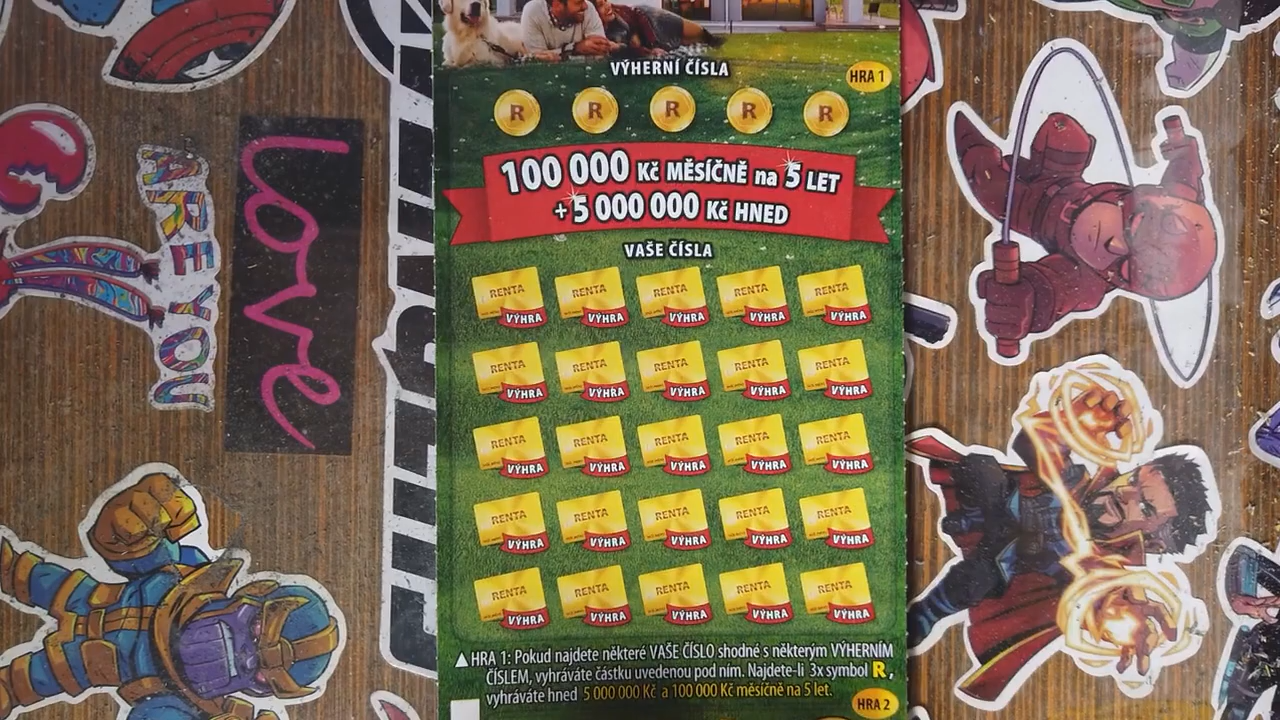 VÝHERNÍ ČÍSLA
HRA 1
R R R R R
100 000 Kč MĚSÍČNĚ na 5 LET
+ 5 000 000 Kč HNED
VAŠE ČÍSLA
RENTA RENTA RENTA RENTA RENTA
VÝHRA VÝHRA VÝHRA VÝHRA VÝHRA
RENTA RENTA RENTA RENTA RENTA
VÝHRA VÝHRA VÝHRA VÝHRA VÝHRA
RENTA RENTA RENTA RENTA RENTA
VÝHRA VÝHRA VÝHRA VÝHRA VÝHRA
RENTA RENTA RENTA RENTA RENTA
VÝHRA VÝHRA VÝHRA VÝHRA VÝHRA
RENTA RENTA RENTA RENTA RENTA
VÝHRA VÝHRA VÝHRA VÝHRA VÝHRA
▲HRA 1: Pokud najdete některé VAŠE ČÍSLO shodné s některým VÝHERNÍM
ČÍSLEM, vyhráváte částku uvedenou pod ním. Najdete-li 3x symbol R,
vyhráváte hned 5 000 000 Kč a 100 000 Kč měsíčně na 5 let.
HRA 2
love
ARE YOU